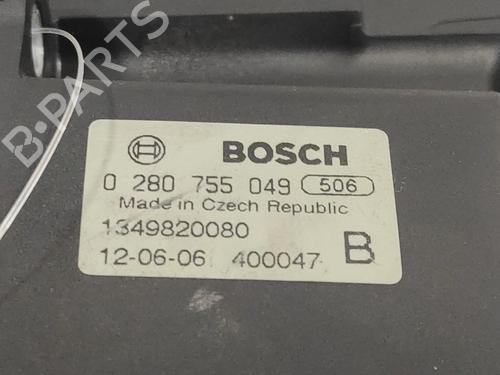 B-PARTS
BOSCH
0 280 755 049 506
Made in Czech Republic
1349820080
12-06-06 400047 B